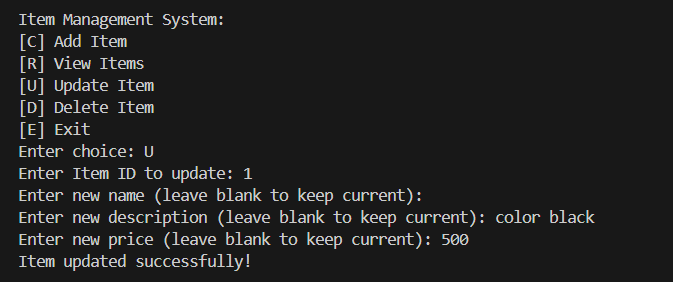 Item Management System:
[C] Add Item
[R] View Items
[U] Update Item
[D] Delete Item
[E] Exit
Enter choice: U
Enter Item ID to update: 1
Enter new name (leave blank to keep current):
Enter new description (leave blank to keep current): color black
Enter new price (leave blank to keep current): 500
Item updated successfully!